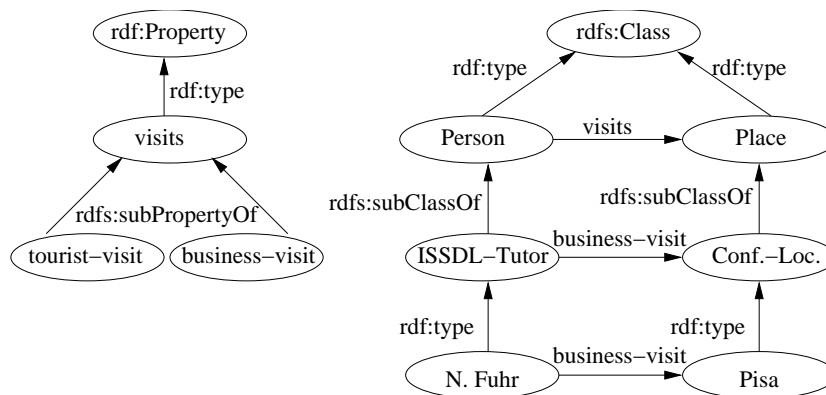 rdf:Property
rdf:type
visits
rdfs:subPropertyOf
tourist−visit
business−visit
rdfs:Class
rdf:type
rdf:type
Person
visits
Place
rdfs:subClassOf
rdfs:subClassOf
ISSDL−Tutor
business−visit
Conf.−Loc.
rdf:type
rdf:type
N. Fuhr
business−visit
Pisa